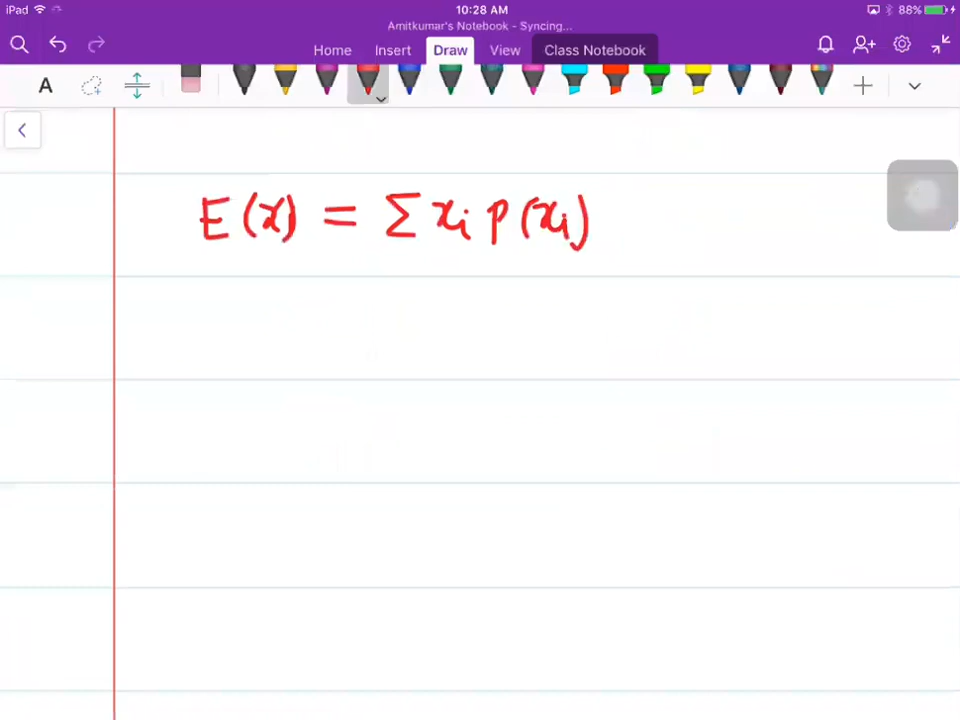 iPad 10:28 AM 88%
Amitkumar's Notebook - Syncing...
Home Insert Draw View Class Notebook
A
E(x) = Σ xi p(xi)